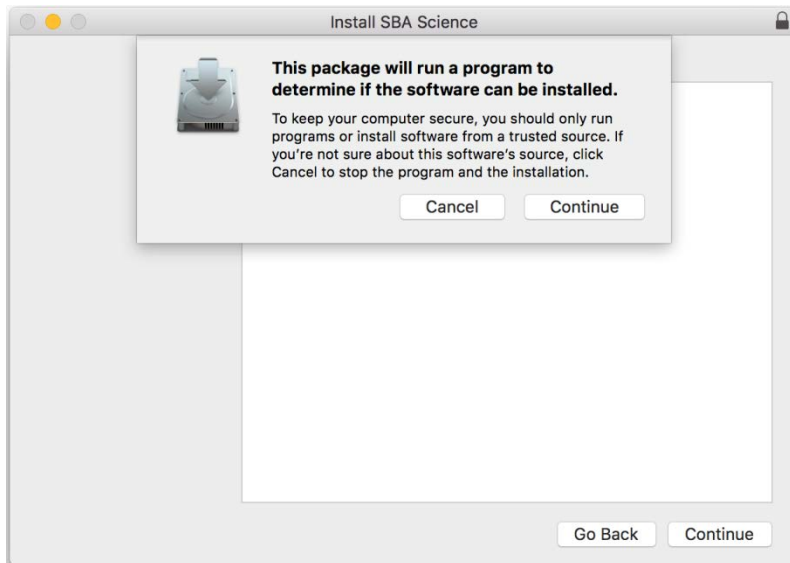 Install SBA Science
This package will run a program to
determine if the software can be installed.
To keep your computer secure, you should only run
programs or install software from a trusted source. If
you're not sure about this software's source, click
Cancel to stop the program and the installation.
Cancel Continue
Go Back Continue